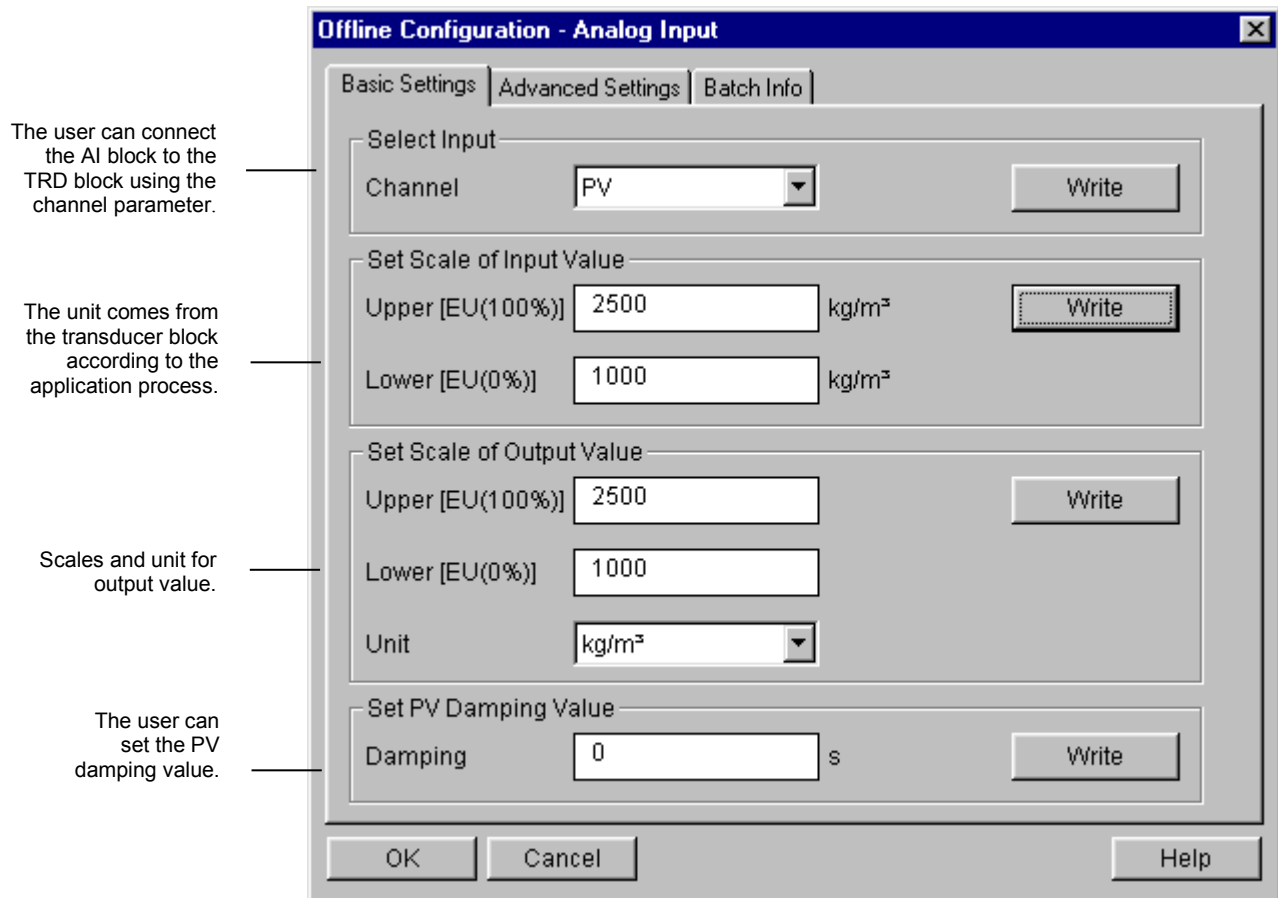 Offline Configuration - Analog Input
Basic Settings
Advanced Settings
Batch Info
The user can connect
the AI block to the
TRD block using the
channel parameter.
Select Input
Channel
PV
Write
The unit comes from
the transducer block
according to the
application process.
Set Scale of Input Value
Upper [EU(100%)]
2500
kg/m³
Write
Lower [EU(0%)]
1000
kg/m³
Scales and unit for
output value.
Set Scale of Output Value
Upper [EU(100%)]
2500
Write
Lower [EU(0%)]
1000
Unit
kg/m³
The user can
set the PV
damping value.
Set PV Damping Value
Damping
0
s
Write
OK
Cancel
Help